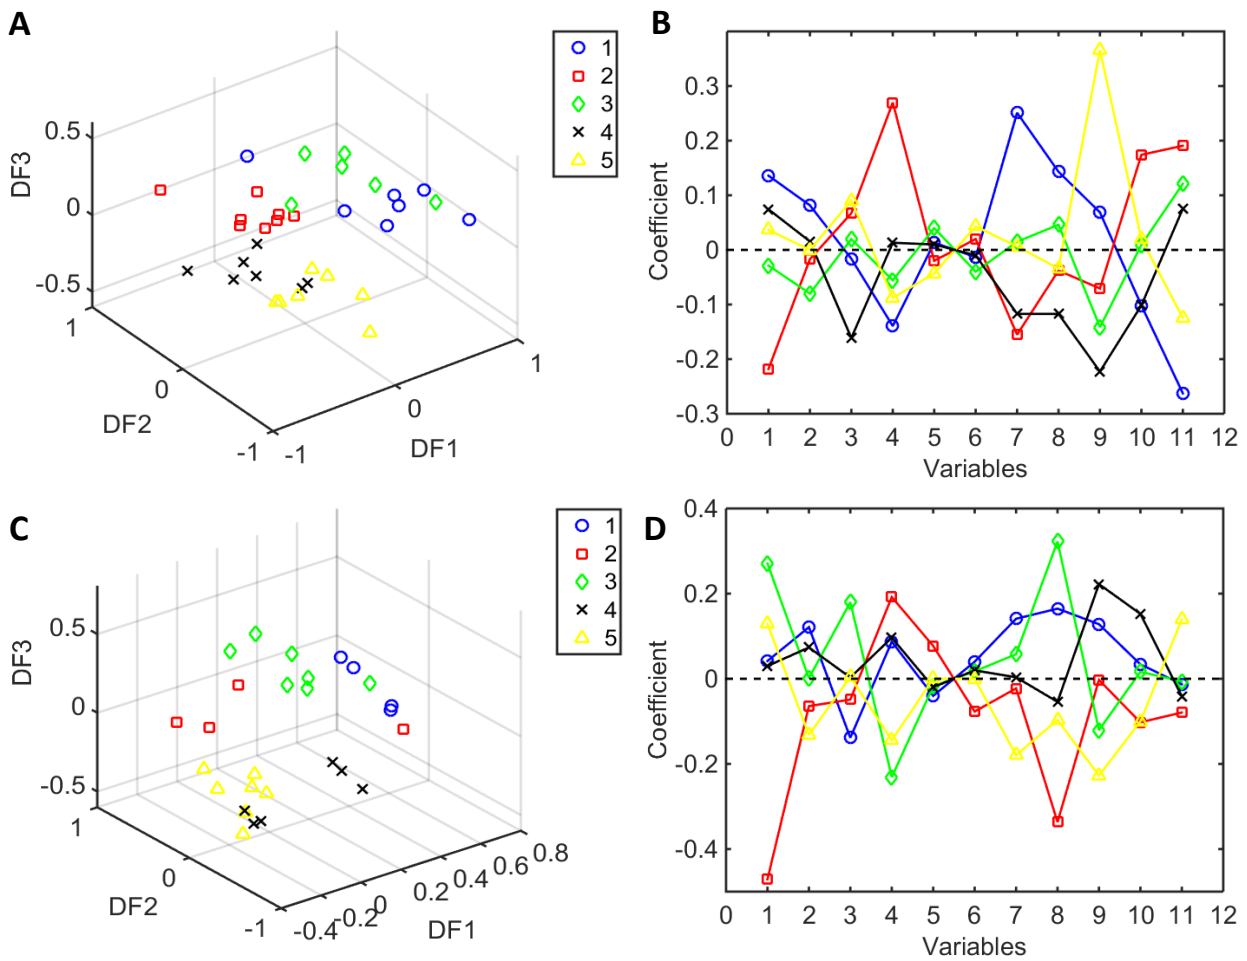 A
0.5
0
-0.5
DF3
1
0
-1
DF2
-1
0
1
DF1
1
2
3
4
5
B
0.3
0.2
0.1
0
-0.1
-0.2
-0.3
Coefficient
0 1 2 3 4 5 6 7 8 9 10 11 12
Variables
C
0.5
0
-0.5
DF3
1
0
-1
DF2
-0.4 -0.2 0 0.2 0.4 0.6 0.8
DF1
1
2
3
4
5
D
0.4
0.2
0
-0.2
-0.4
Coefficient
0 1 2 3 4 5 6 7 8 9 10 11 12
Variables